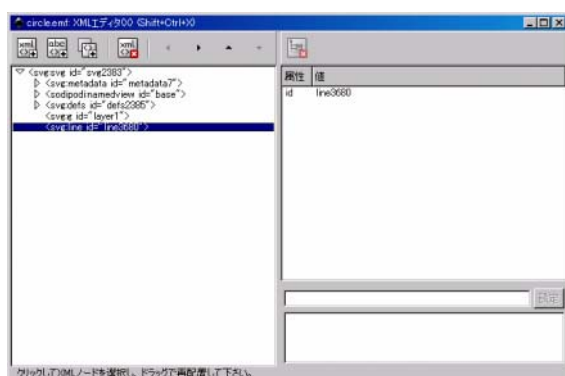 circle.emf: XMLエディタ00 (Shift+Ctrl+X)
属性 値
<svg:svg id="svg2383">
<svg:metadata id="metadata7">
<sodipodi:namedview id="base">
<svg:defs id="defs2385">
<svg:g id="layer1">
<svg:line id="line3680">
id line3680
設定
クリックしてXMLノードを選択し、ドラッグで再配置して下さい。